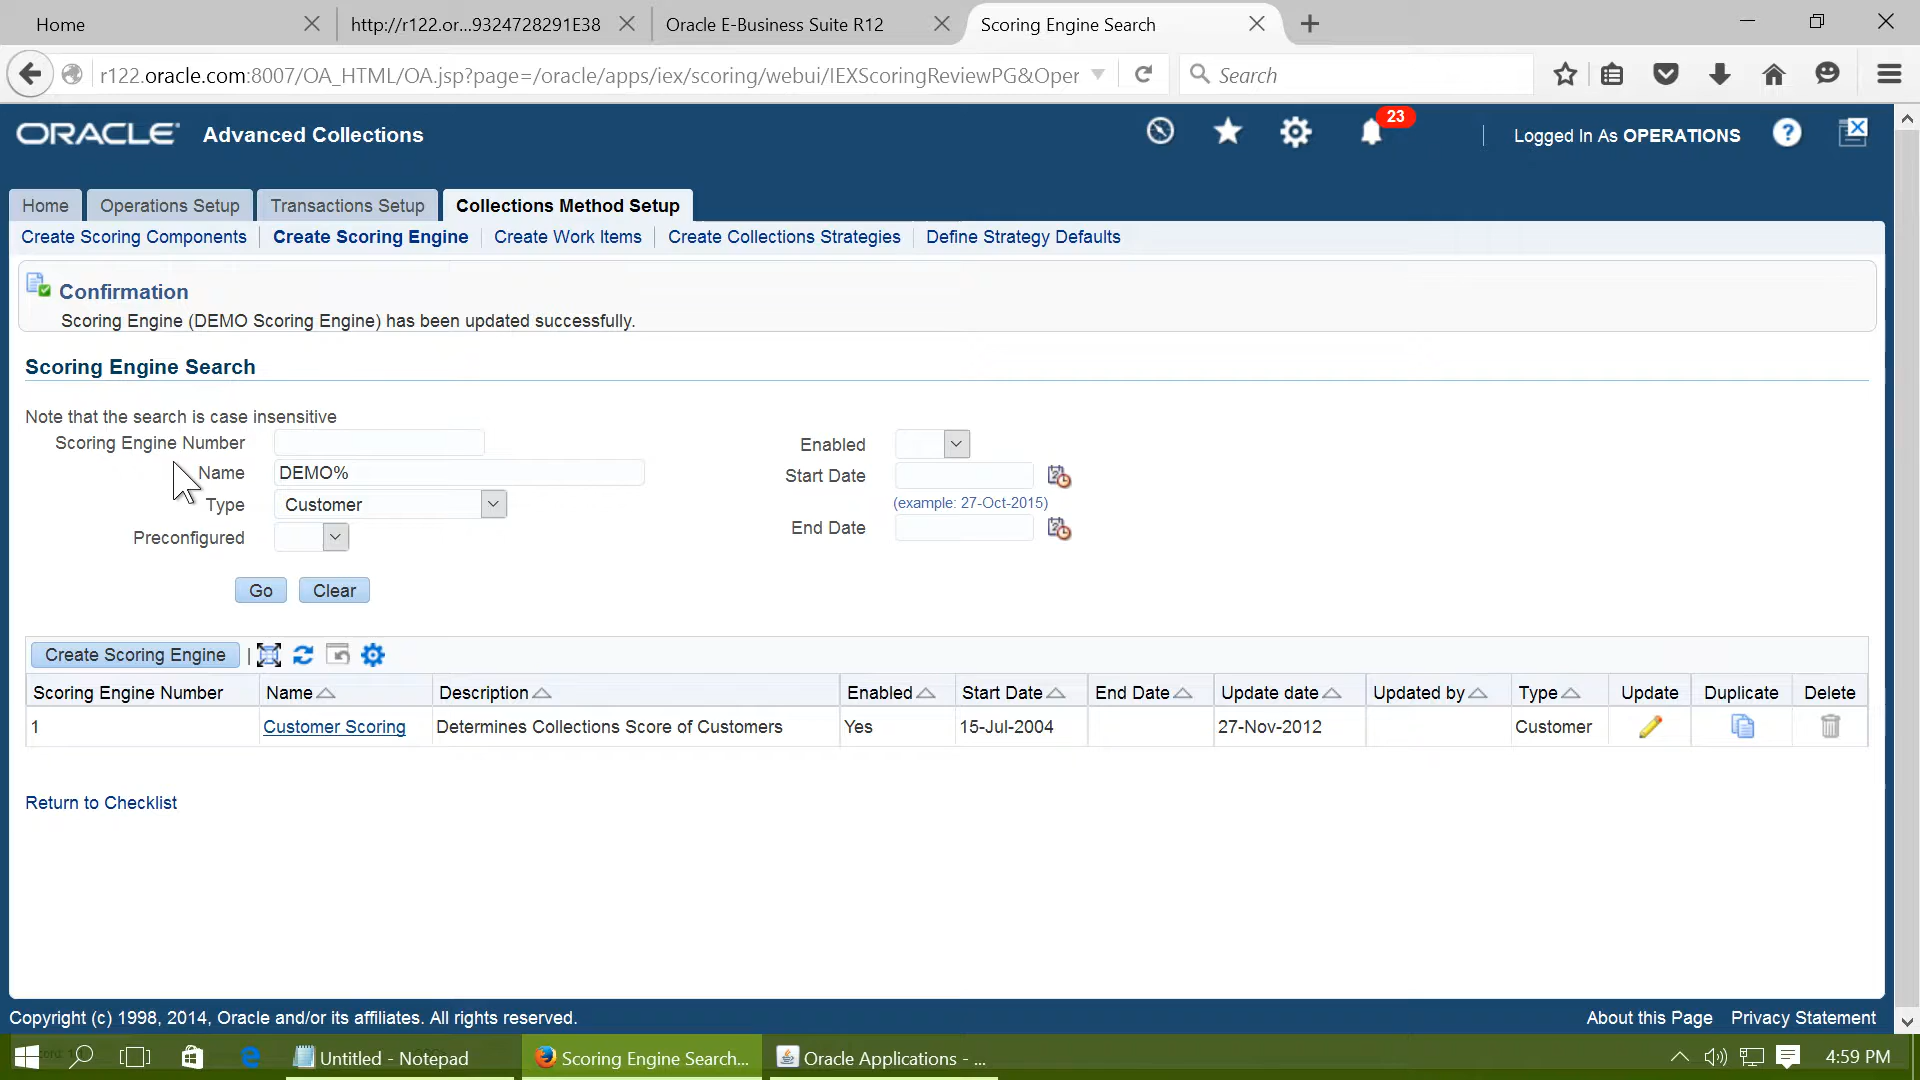 Home
http://r122.or...9324728291E38
Oracle E-Business Suite R12
Scoring Engine Search
r122.oracle.com:8007/OA_HTML/OA.jsp?page=/oracle/apps/iex/scoring/webui/IEXScoringReviewPG&Oper
Search
ORACLE Advanced Collections
23
Logged In As OPERATIONS
Home
Operations Setup
Transactions Setup
Collections Method Setup
Create Scoring Components
Create Scoring Engine
Create Work Items
Create Collections Strategies
Define Strategy Defaults
Confirmation
Scoring Engine (DEMO Scoring Engine) has been updated successfully.
Scoring Engine Search
Note that the search is case insensitive
Scoring Engine Number
Name DEMO%
Type Customer
Preconfigured
Enabled
Start Date
(example: 27-Oct-2015)
End Date
Go Clear
Create Scoring Engine
Scoring Engine Number Name Description Enabled Start Date End Date Update date Updated by Type Update Duplicate Delete
1 Customer Scoring Determines Collections Score of Customers Yes 15-Jul-2004 27-Nov-2012 Customer
Return to Checklist
Copyright (c) 1998, 2014, Oracle and/or its affiliates. All rights reserved.
About this Page Privacy Statement
Untitled - Notepad
Scoring Engine Search...
Oracle Applications - ...
4:59 PM